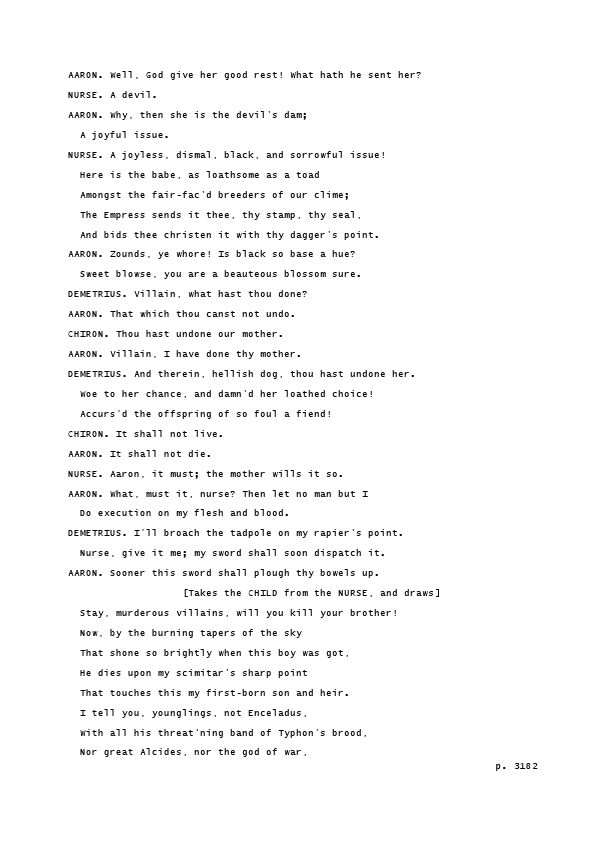 AARON. Well, God give her good rest! What hath he sent her?
NURSE. A devil.
AARON. Why, then she is the devil's dam;
A joyful issue.
NURSE. A joyless, dismal, black, and sorrowful issue!
Here is the babe, as loathsome as a toad
Amongst the fair-fac'd breeders of our clime;
The Empress sends it thee, thy stamp, thy seal,
And bids thee christen it with thy dagger's point.
AARON. Zounds, ye whore! Is black so base a hue?
Sweet blowse, you are a beauteous blossom sure.
DEMETRIUS. Villain, what hast thou done?
AARON. That which thou canst not undo.
CHIRON. Thou hast undone our mother.
AARON. Villain, I have done thy mother.
DEMETRIUS. And therein, hellish dog, thou hast undone her.
Woe to her chance, and damn'd her loathed choice!
Accurs'd the offspring of so foul a fiend!
CHIRON. It shall not live.
AARON. It shall not die.
NURSE. Aaron, it must; the mother wills it so.
AARON. What, must it, nurse? Then let no man but I
Do execution on my flesh and blood.
DEMETRIUS. I'll broach the tadpole on my rapier's point.
Nurse, give it me; my sword shall soon dispatch it.
AARON. Sooner this sword shall plough thy bowels up.
[Takes the CHILD from the NURSE, and draws]
Stay, murderous villains, will you kill your brother!
Now, by the burning tapers of the sky
That shone so brightly when this boy was got,
He dies upon my scimitar's sharp point
That touches this my first-born son and heir.
I tell you, younglings, not Enceladus,
With all his threat'ning band of Typhon's brood,
Nor great Alcides, nor the god of war,
p. 3182